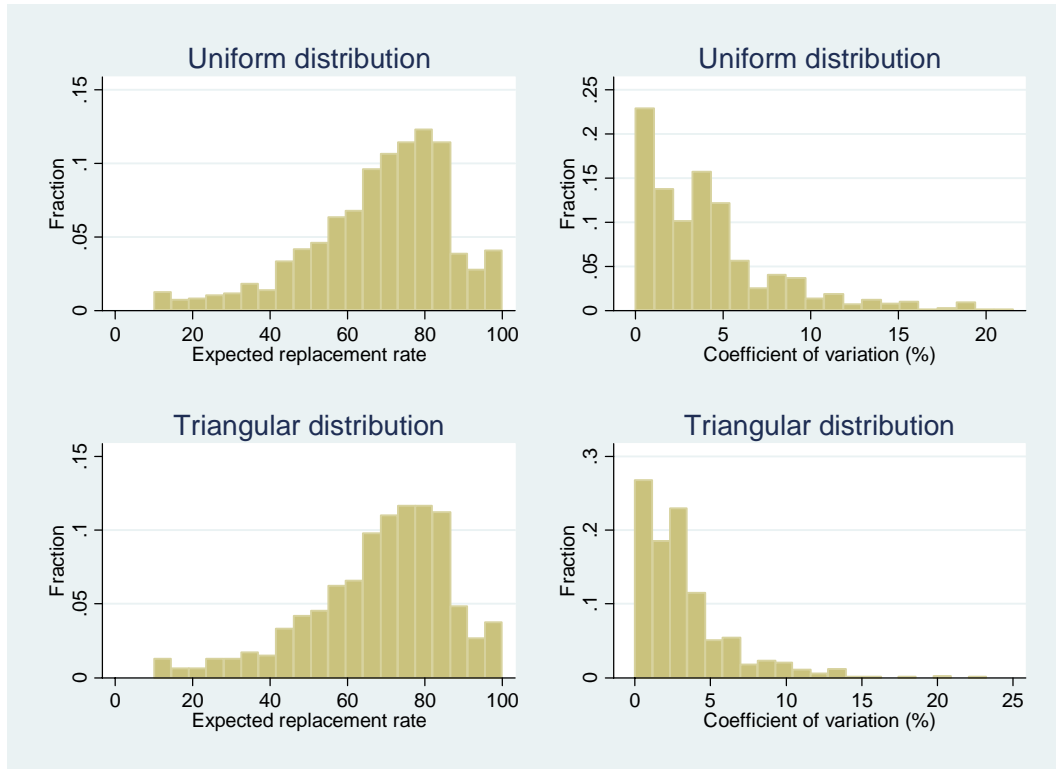 Uniform distribution
.15
.1
.05
0
Fraction
0 20 40 60 80 100
Expected replacement rate
Uniform distribution
.25
.2
.15
.1
.05
0
Fraction
0 5 10 15 20
Coefficient of variation (%)
Triangular distribution
.15
.1
.05
0
Fraction
0 20 40 60 80 100
Expected replacement rate
Triangular distribution
.3
.2
.1
0
Fraction
0 5 10 15 20 25
Coefficient of variation (%)